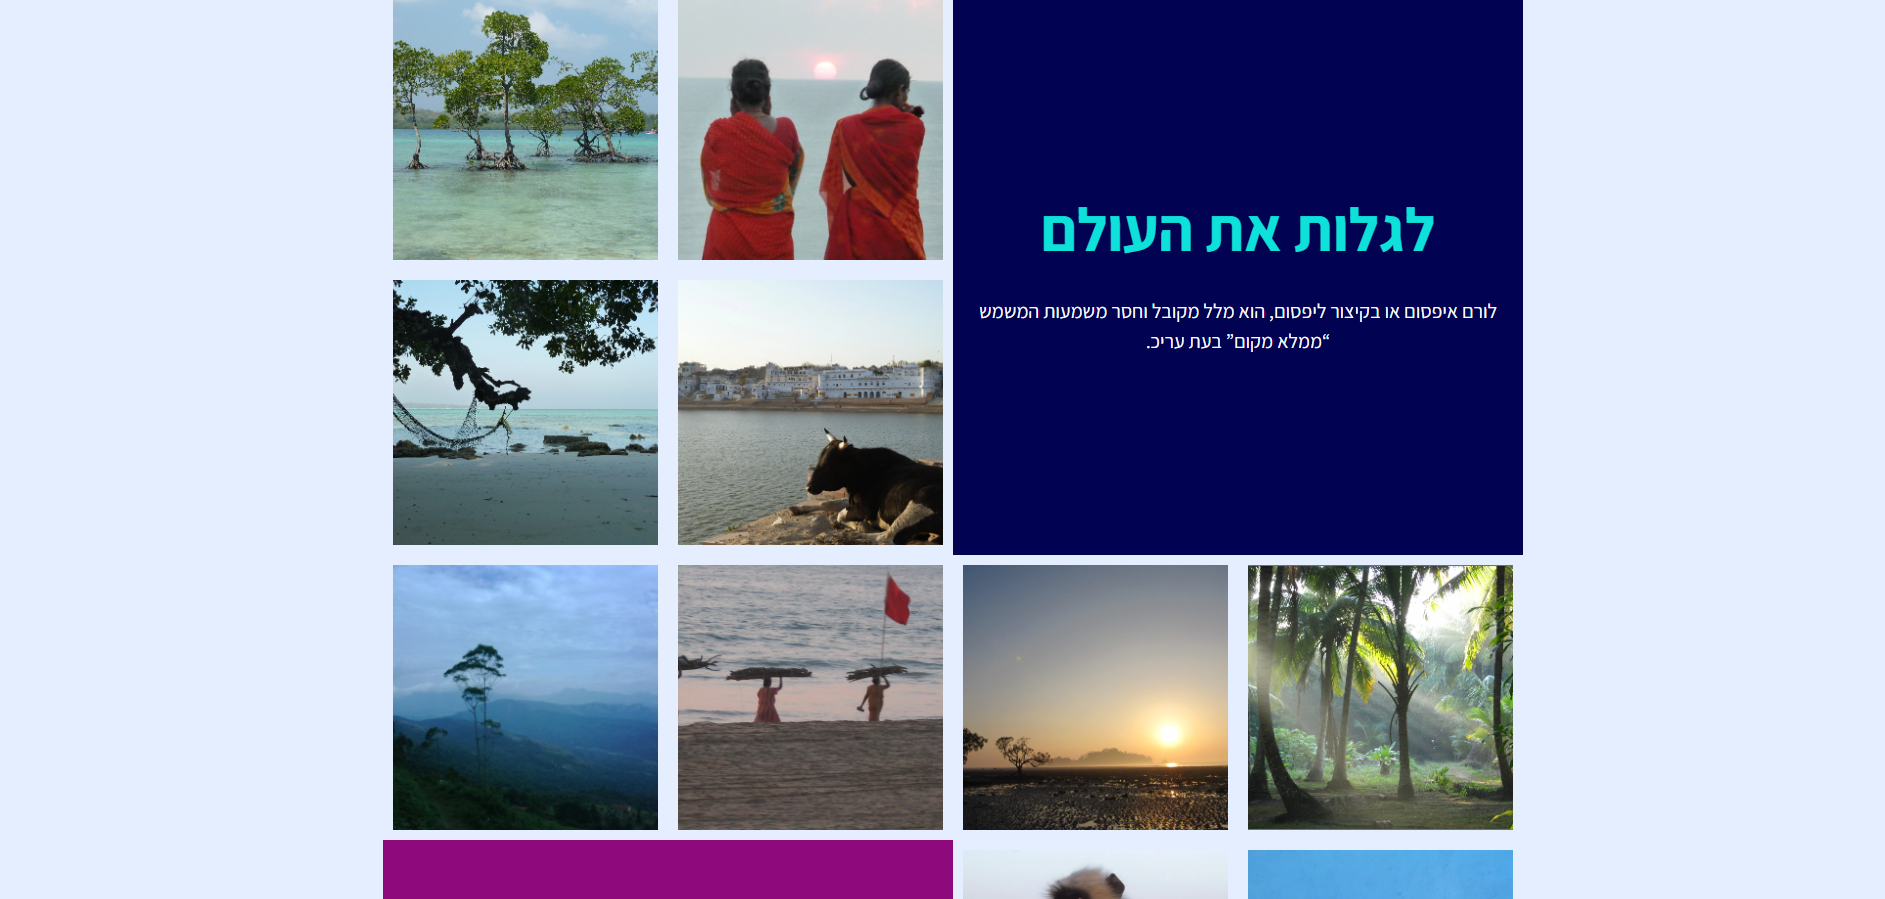 לגלות את העולם
לורם איפסום או בקיצור ליפסום, הוא מלל מקובל וחסר משמעות המשמש
“ממלא מקום” בעת עריכ.